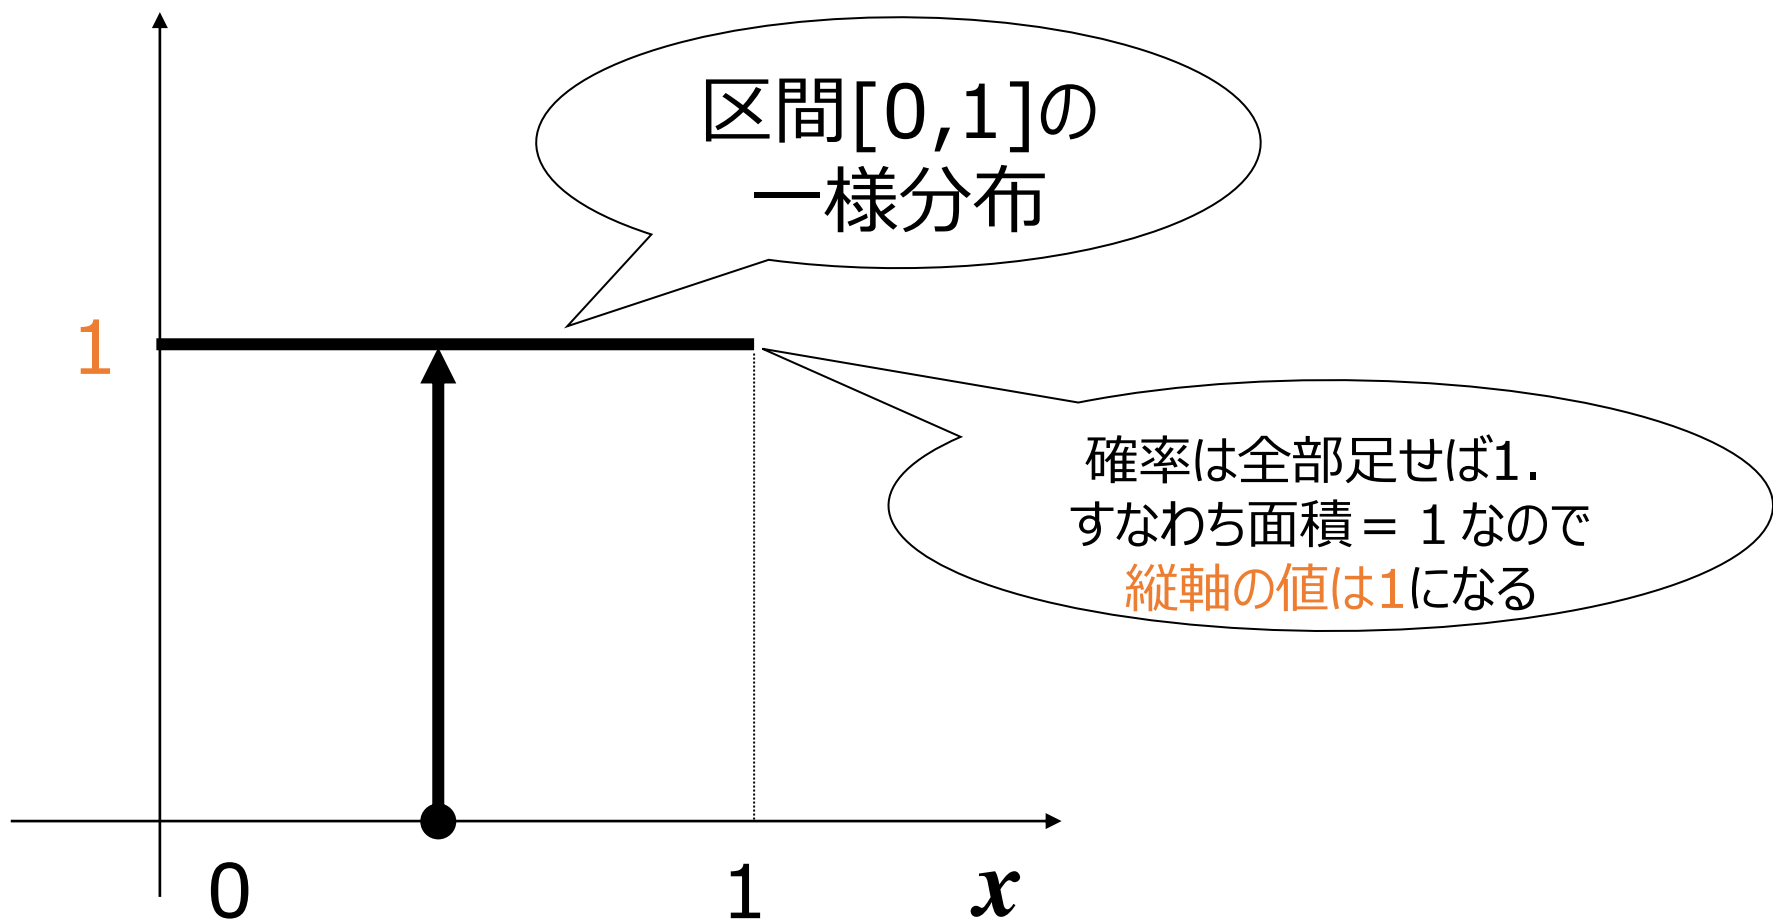 区間[0,1]の
一様分布
1
確率は全部足せば1.
すなわち面積 = 1 なので
縦軸の値は1になる
0
1
x